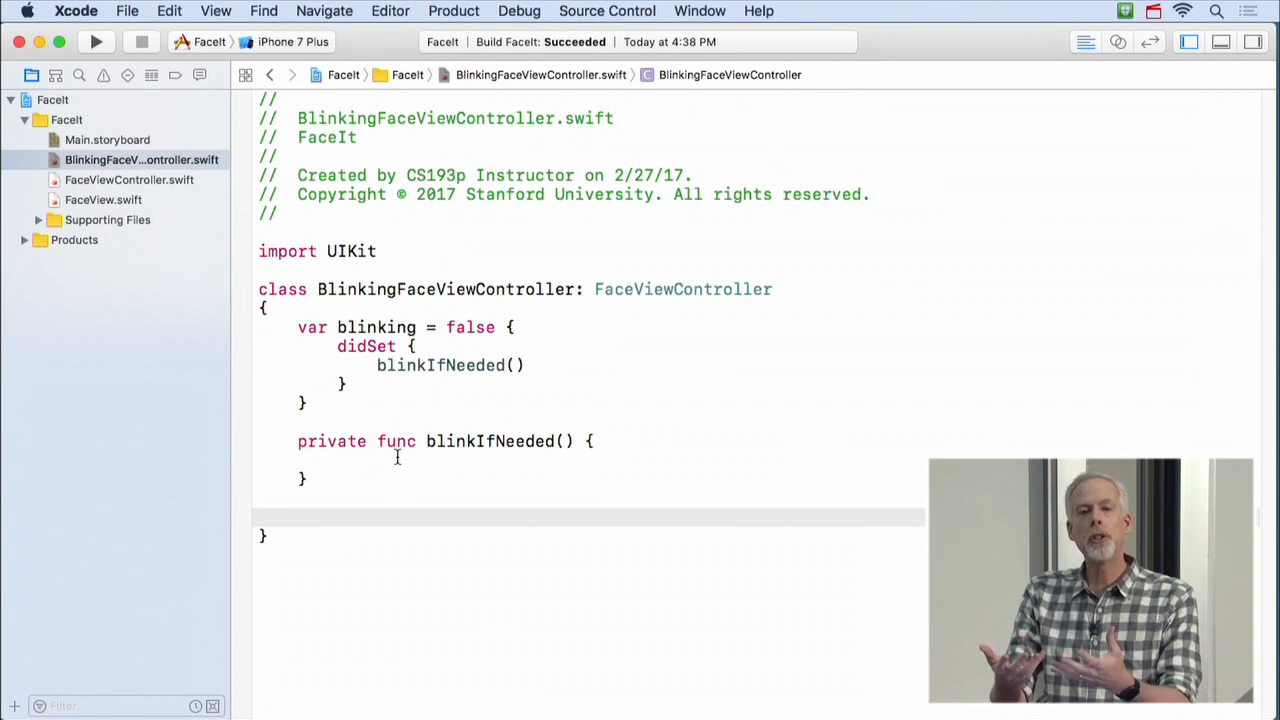 Xcode File Edit View Find Navigate Editor Product Debug Source Control Window Help
FaceIt iPhone 7 Plus FaceIt Build FaceIt: Succeeded Today at 4:38 PM
FaceIt FaceIt BlinkingFaceViewController.swift C BlinkingFaceViewController
FaceIt
FaceIt
Main.storyboard
BlinkingFaceV...ontroller.swift
FaceViewController.swift
FaceView.swift
Supporting Files
Products
//
// BlinkingFaceViewController.swift
// FaceIt
//
// Created by CS193p Instructor on 2/27/17.
// Copyright © 2017 Stanford University. All rights reserved.
//
import UIKit
class BlinkingFaceViewController: FaceViewController
{
var blinking = false {
didSet {
blinkIfNeeded()
}
}
private func blinkIfNeeded() {
}
}
Filter